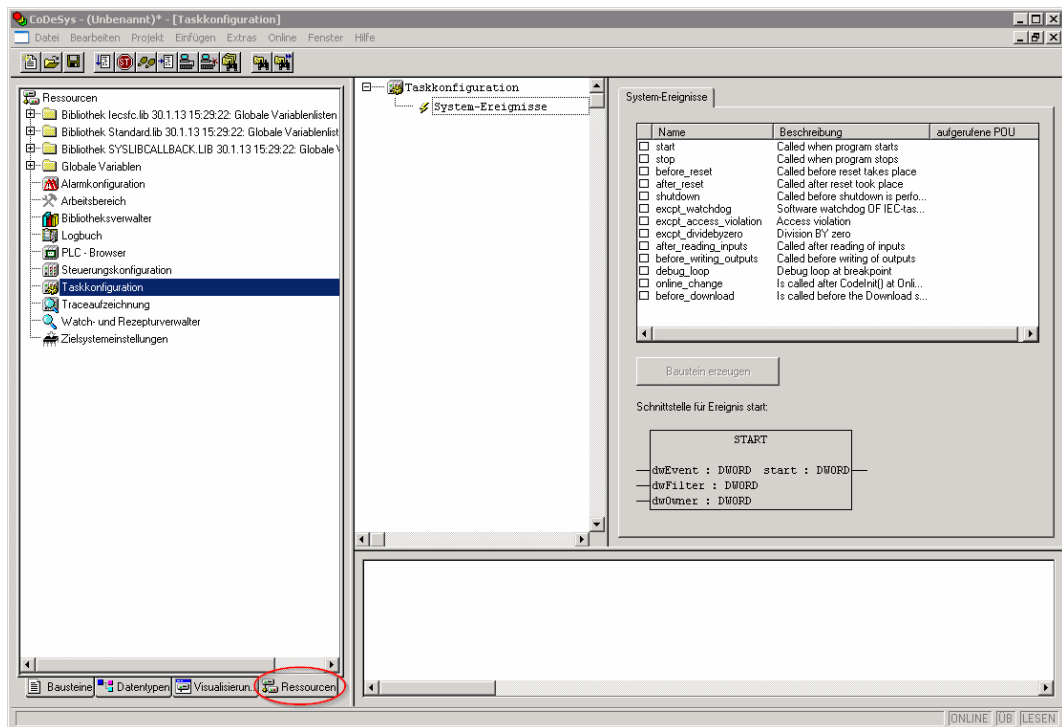 CoDeSys - (Unbenannt)* - [Taskkonfiguration]
Datei Bearbeiten Projekt Einfügen Extras Online Fenster Hilfe
Ressourcen
Bibliothek Iecsfc.lib 30.1.13 15:29:22: Globale Variablenlisten
Bibliothek Standard.lib 30.1.13 15:29:22: Globale Variablenlist
Bibliothek SYSLIBCALLBACK.LIB 30.1.13 15:29:22: Globale V
Globale Variablen
Alarmkonfiguration
Arbeitsbereich
Bibliotheksverwalter
Logbuch
PLC - Browser
Steuerungskonfiguration
Taskkonfiguration
Traceaufzeichnung
Watch- und Rezepturverwalter
Zielsystemeinstellungen
Bausteine Datentypen Visualisierun... Ressourcen
Taskkonfiguration
System-Ereignisse
System-Ereignisse
Name Beschreibung aufgerufene POU
start Called when program starts
stop Called when program stops
before_reset Called before reset takes place
after_reset Called after reset took place
shutdown Called before shutdown is perfo...
excpt_watchdog Software watchdog OF IEC-tas...
excpt_access_violation Access violation
excpt_dividebyzero Division BY zero
after_reading_inputs Called after reading of inputs
before_writing_outputs Called before writing of outputs
debug_loop Debug loop at breakpoint
online_change Is called after CodeInit() at Onli...
before_download Is called before the Download s...
Baustein erzeugen
Schnittstelle für Ereignis start:
START
dwEvent : DWORD start : DWORD
dwFilter : DWORD
dwOwner : DWORD
ONLINE ÜB LESEN